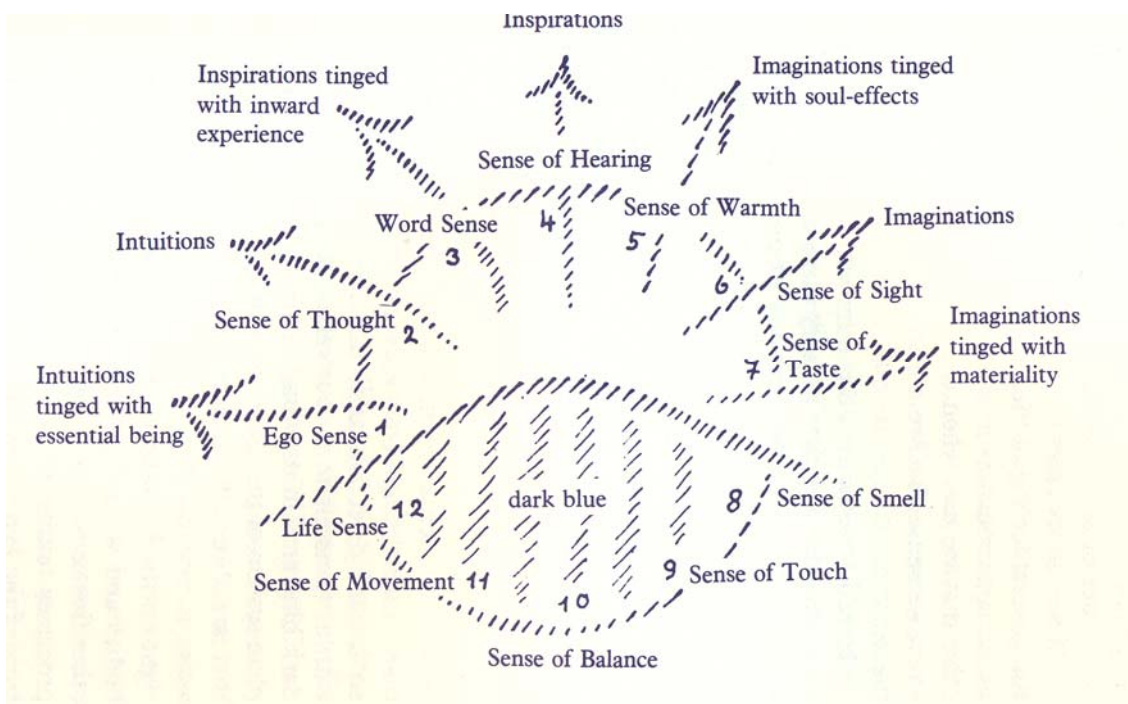 Inspirations
Inspirations tinged
with inward
experience
Imaginations tinged
with soul-effects
Sense of Hearing
4
Word Sense
3
Sense of Warmth
5
Intuitions
Imaginations
6
Sense of Sight
Sense of Thought
2
Sense of
Taste
7
Imaginations
tinged with
materiality
Intuitions
tinged with
essential being
Ego Sense 1
12
dark blue
8 Sense of Smell
Life Sense
Sense of Movement 11
9 Sense of Touch
10
Sense of Balance